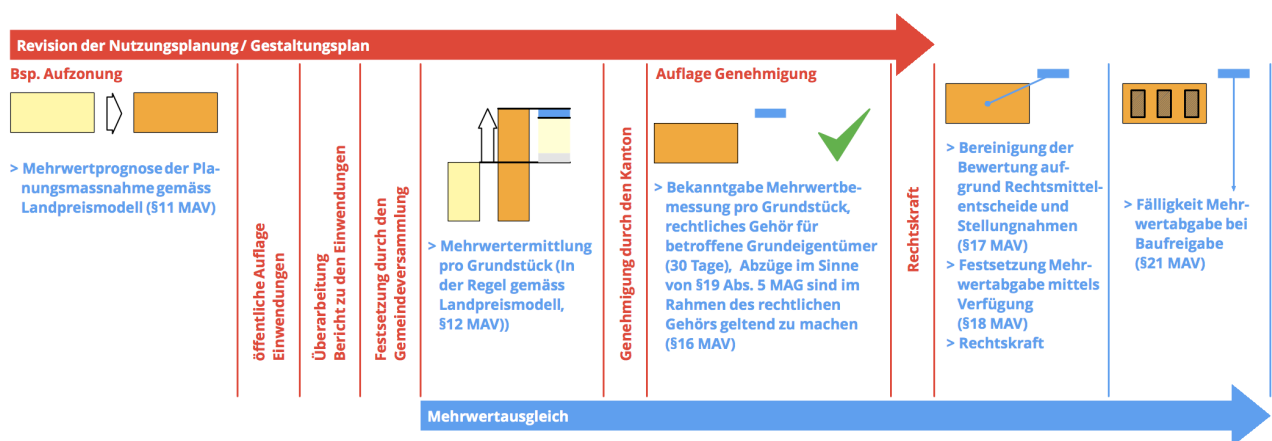 Revision der Nutzungsplanung / Gestaltungsplan
Bsp. Aufzonung
> Mehrwertprognose der Pla-
nungsmassnahme gemäss
Landpreismodell (§11 MAV)
öffentliche Auflage
Einwendungen
Überarbeitung
Bericht zu den Einwendungen
Festsetzung durch den
Gemeindeversammlung
> Mehrwertermittlung
pro Grundstück (In
der Regel gemäss
Landpreismodell,
§12 MAV))
Genehmigung durch den Kanton
Auflage Genehmigung
> Bekanntgabe Mehrwertbe-
messung pro Grundstück,
rechtliches Gehör für
betroffene Grundeigentümer
(30 Tage), Abzüge im Sinne
von §19 Abs. 5 MAG sind im
Rahmen des rechtlichen
Gehörs geltend zu machen
(§16 MAV)
Rechtskraft
> Bereinigung der
Bewertung auf-
grund Rechtsmittel-
entscheide und
Stellungnahmen
(§17 MAV)
> Festsetzung Mehr-
wertabgabe mittels
Verfügung
(§18 MAV)
> Rechtskraft
> Fälligkeit Mehr-
wertabgabe bei
Baufreigabe
(§21 MAV)
Mehrwertausgleich